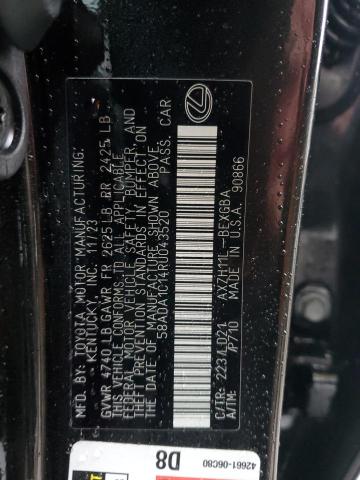 MFD. BY: TOYOTA MOTOR MANUFACTURING,
KENTUCKY, INC. 11/23
GVWR 4740 LB GAWR FR 2625 LB RR 2425 LB
THIS VEHICLE CONFORMS TO ALL APPLICABLE
FEDERAL MOTOR VEHICLE SAFETY, BUMPER, AND
THEFT PREVENTION STANDARDS IN EFFECT ON
THE DATE OF MANUFACTURE SHOWN ABOVE.
58ADA1C14RU043520 PASS CAR
C/TR: 2234LD21 AXZH11L-BEXGBA
A/TM: /P710 MADE IN U.S.A. 90866
42661-06C80
D8